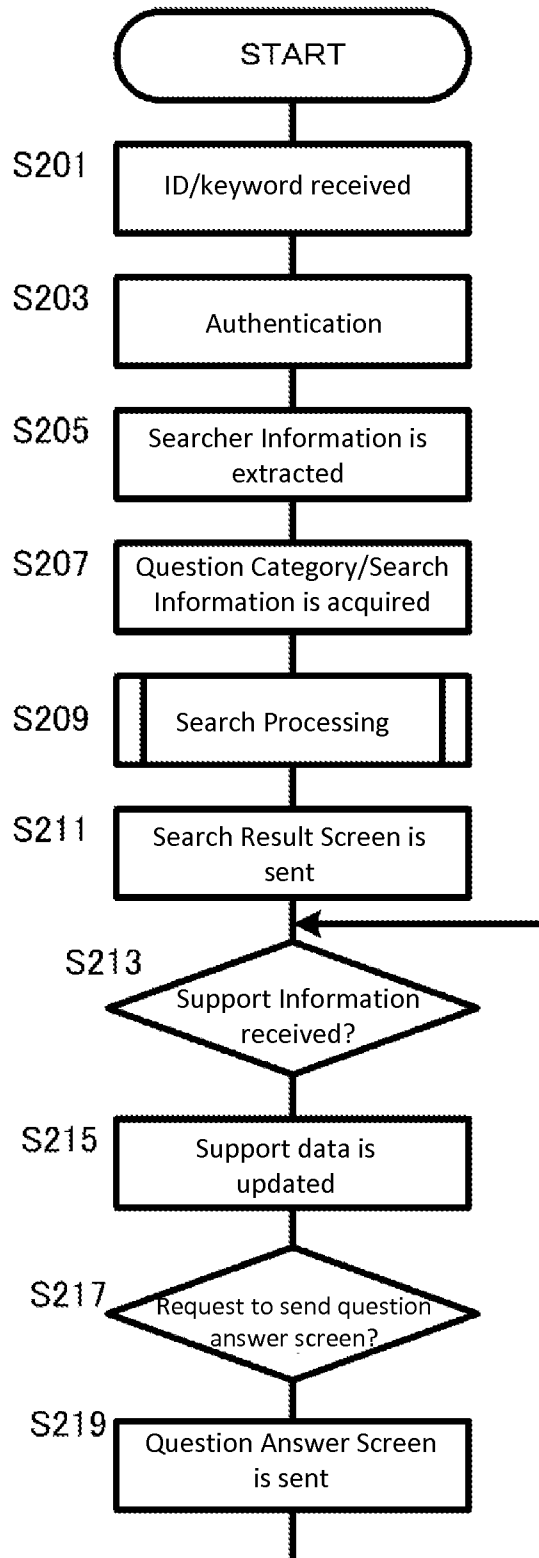 START
S201
ID/keyword received
S203
Authentication
S205
Searcher Information is
extracted
S207
Question Category/Search
Information is acquired
S209
Search Processing
S211
Search Result Screen is
sent
S213
Support Information
received?
S215
Support data is
updated
S217
Request to send question
answer screen?
S219
Question Answer Screen
is sent